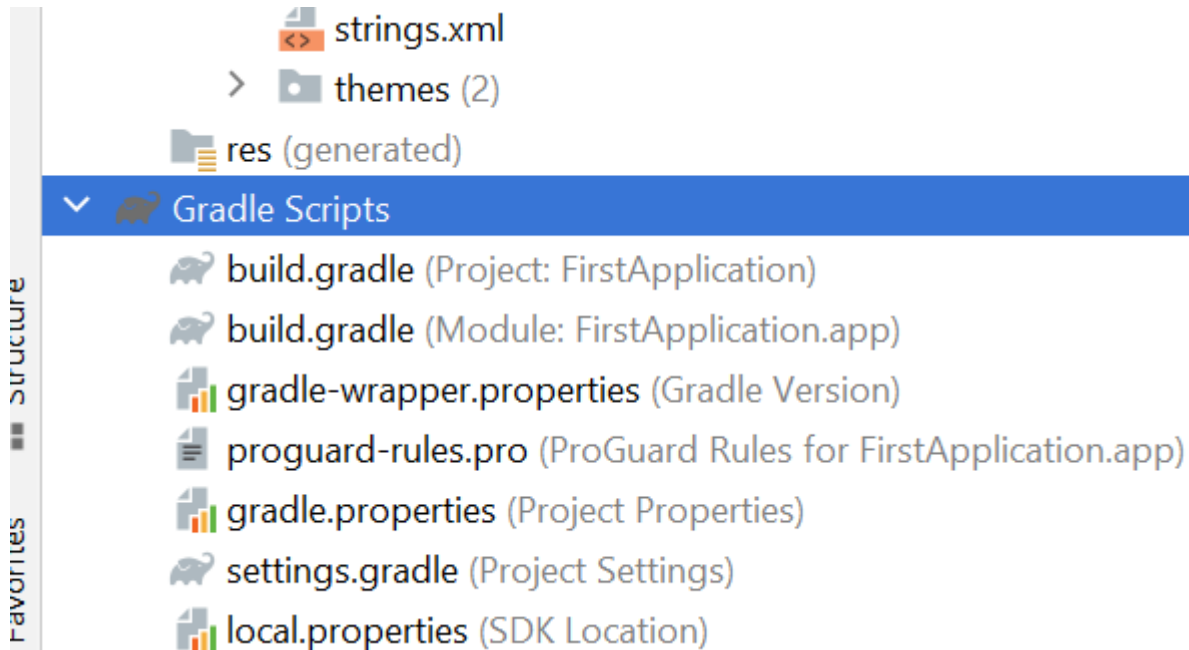 strings.xml
themes (2)
res (generated)
Gradle Scripts
build.gradle (Project: FirstApplication)
build.gradle (Module: FirstApplication.app)
gradle-wrapper.properties (Gradle Version)
proguard-rules.pro (ProGuard Rules for FirstApplication.app)
gradle.properties (Project Properties)
settings.gradle (Project Settings)
local.properties (SDK Location)
Structure
Favorites